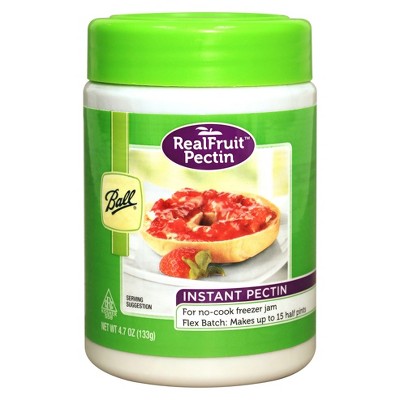 RealFruit™
Pectin
Ball®
SERVING
SUGGESTION
INSTANT PECTIN
For no-cook freezer jam
Flex Batch: Makes up to 15 half pints
NET WT 4.7 OZ (133g)